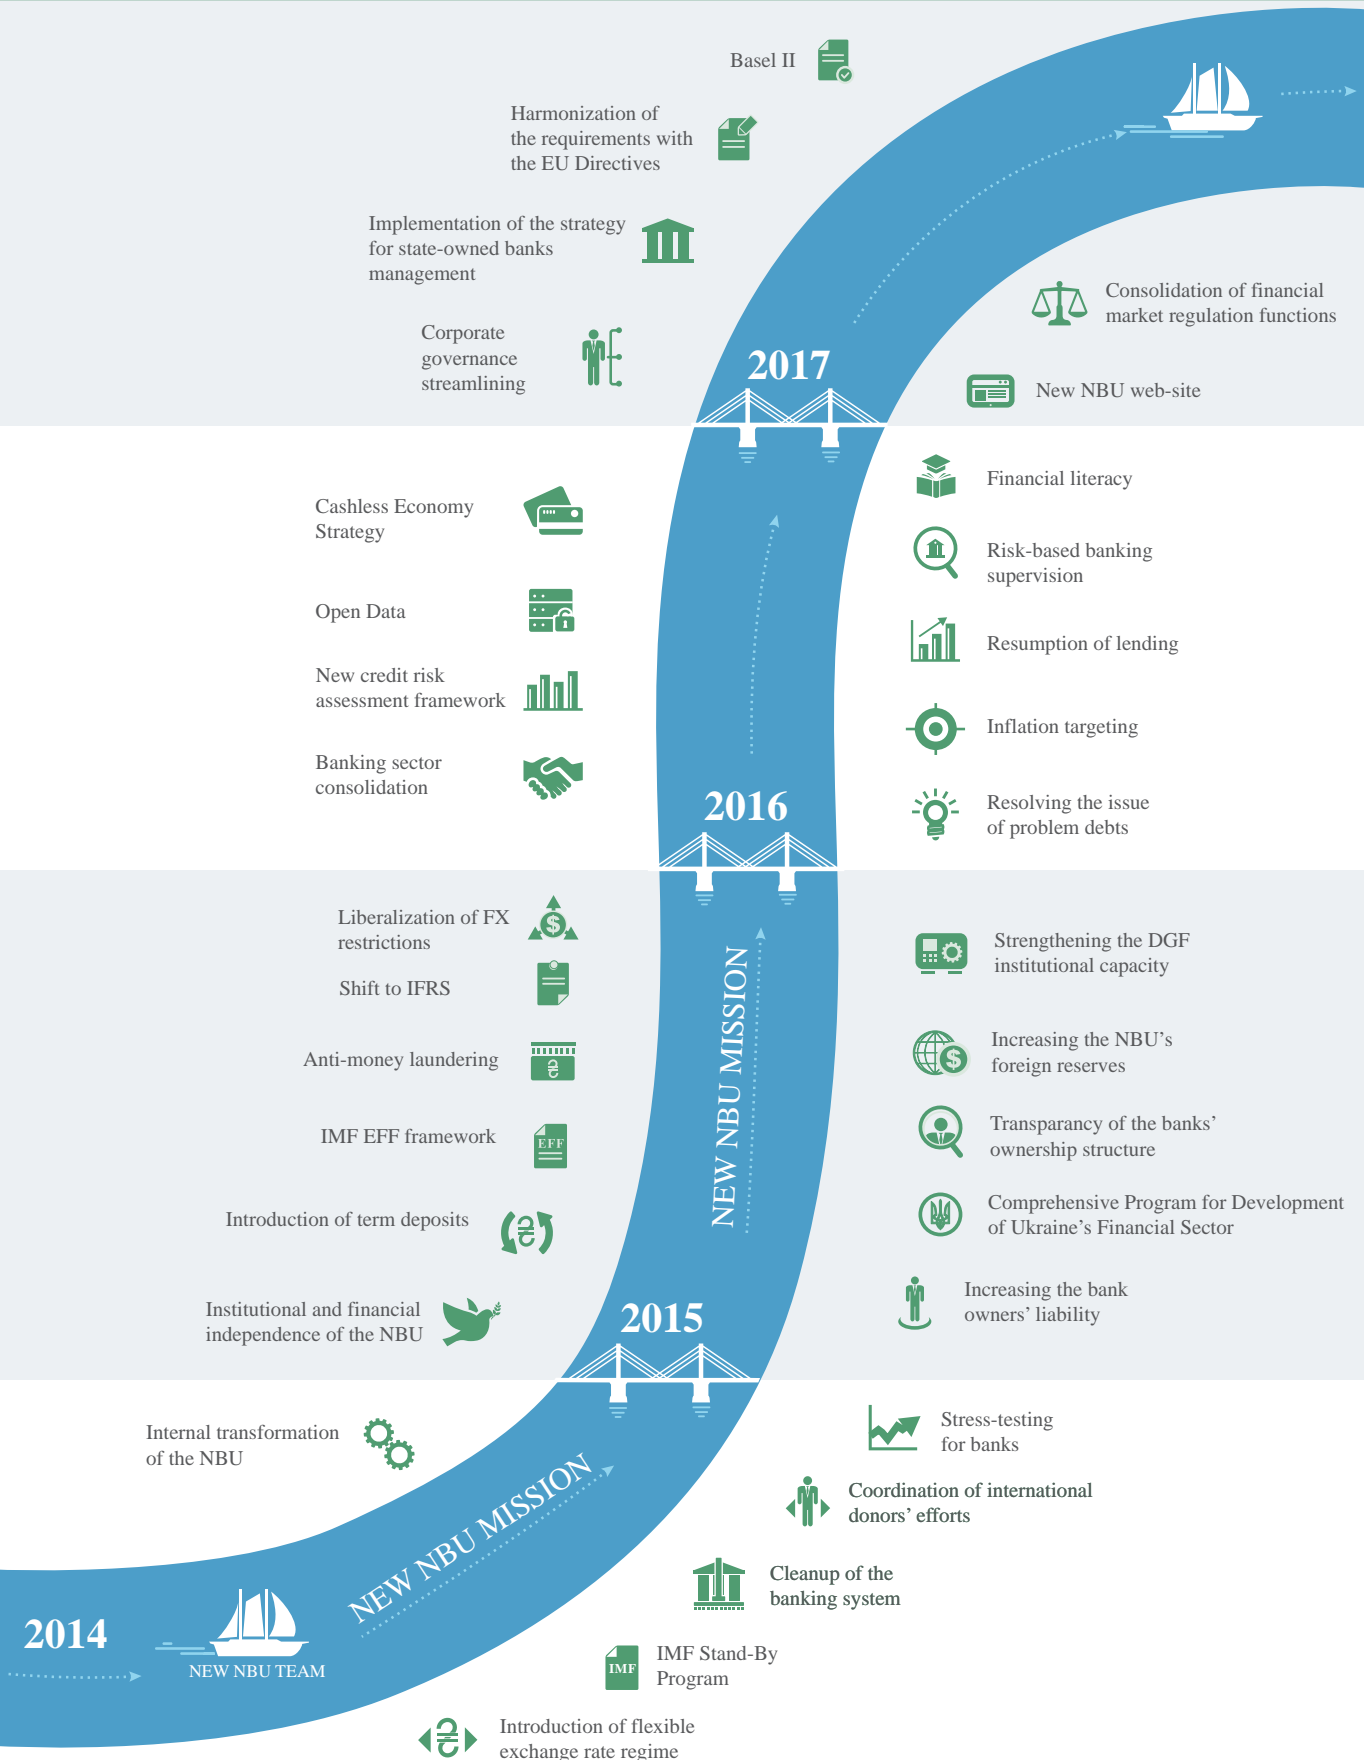 Basel II
Harmonization of
the requirements with
the EU Directives
Implementation of the strategy
for state-owned banks
management
Corporate
governance
streamlining
2017
Consolidation of financial
market regulation functions
New NBU web-site
Cashless Economy
Strategy
Open Data
New credit risk
assessment framework
Banking sector
consolidation
2016
Financial literacy
Risk-based banking
supervision
Resumption of lending
Inflation targeting
Resolving the issue
of problem debts
Liberalization of FX
restrictions
$
Shift to IFRS
Anti-money laundering
₴
IMF EFF framework
EFF
Introduction of term deposits
₴
Institutional and financial
independence of the NBU
NEW NBU MISSION
2015
Strengthening the DGF
institutional capacity
Increasing the NBU’s
foreign reserves
$
Transparancy of the banks’
ownership structure
Comprehensive Program for Development
of Ukraine’s Financial Sector
Increasing the bank
owners’ liability
Internal transformation
of the NBU
NEW NBU MISSION
2014
NEW NBU TEAM
Stress-testing
for banks
Coordination of international
donors’ efforts
Cleanup of the
banking system
IMF
IMF Stand-By
Program
₴
Introduction of flexible
exchange rate regime